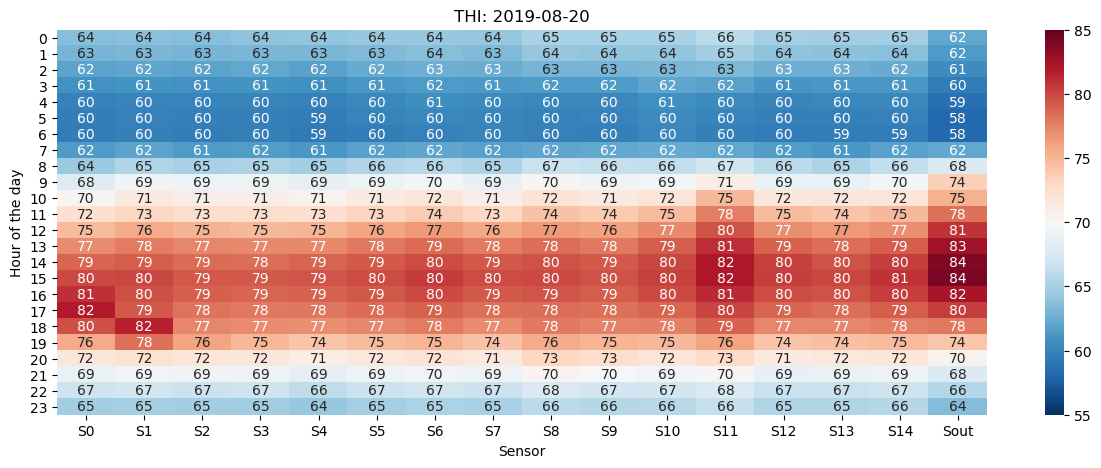 THI: 2019-08-20
0 64 64 64 64 64 64 64 64 65 65 65 66 65 65 65 62
1 63 63 63 63 63 63 64 63 64 64 64 65 64 64 64 62
2 62 62 62 62 62 62 63 63 63 63 63 63 63 63 62 61
3 61 61 61 61 61 61 62 61 62 62 62 62 61 61 61 60
4 60 60 60 60 60 60 61 60 60 60 61 60 60 60 60 59
5 60 60 60 60 59 60 60 60 60 60 60 60 60 60 60 58
6 60 60 60 60 59 60 60 60 60 60 60 60 60 59 59 58
7 62 62 61 62 61 62 62 62 62 62 62 62 62 61 62 62
8 64 65 65 65 65 66 66 65 67 66 66 67 66 65 66 68
9 68 69 69 69 69 69 70 69 70 69 69 71 69 69 70 74
10 70 71 71 71 71 71 72 71 72 71 72 75 72 72 72 75
11 72 73 73 73 73 73 74 73 74 74 75 78 75 74 75 78
12 75 76 75 75 75 76 77 76 77 76 77 80 77 77 77 81
13 77 78 77 77 77 78 79 78 78 78 79 81 79 78 79 83
14 79 79 79 78 79 79 80 79 80 79 80 82 80 80 80 84
15 80 80 79 79 79 80 80 80 80 80 80 82 80 80 81 84
16 81 80 79 79 79 79 80 79 79 79 80 81 80 79 80 82
17 82 79 78 78 78 78 79 78 78 78 79 80 79 78 79 80
18 80 82 77 77 77 77 78 77 78 77 78 79 77 77 78 78
19 76 78 76 75 74 75 75 74 76 75 75 76 74 74 75 74
20 72 72 72 72 71 72 72 71 73 73 72 73 71 72 72 70
21 69 69 69 69 69 69 70 69 70 70 69 70 69 69 69 68
22 67 67 67 67 66 67 67 67 68 67 67 68 67 67 67 66
23 65 65 65 65 64 65 65 65 66 66 66 66 65 65 66 64
S0 S1 S2 S3 S4 S5 S6 S7 S8 S9 S10 S11 S12 S13 S14 Sout
Sensor
Hour of the day
85
80
75
70
65
60
55